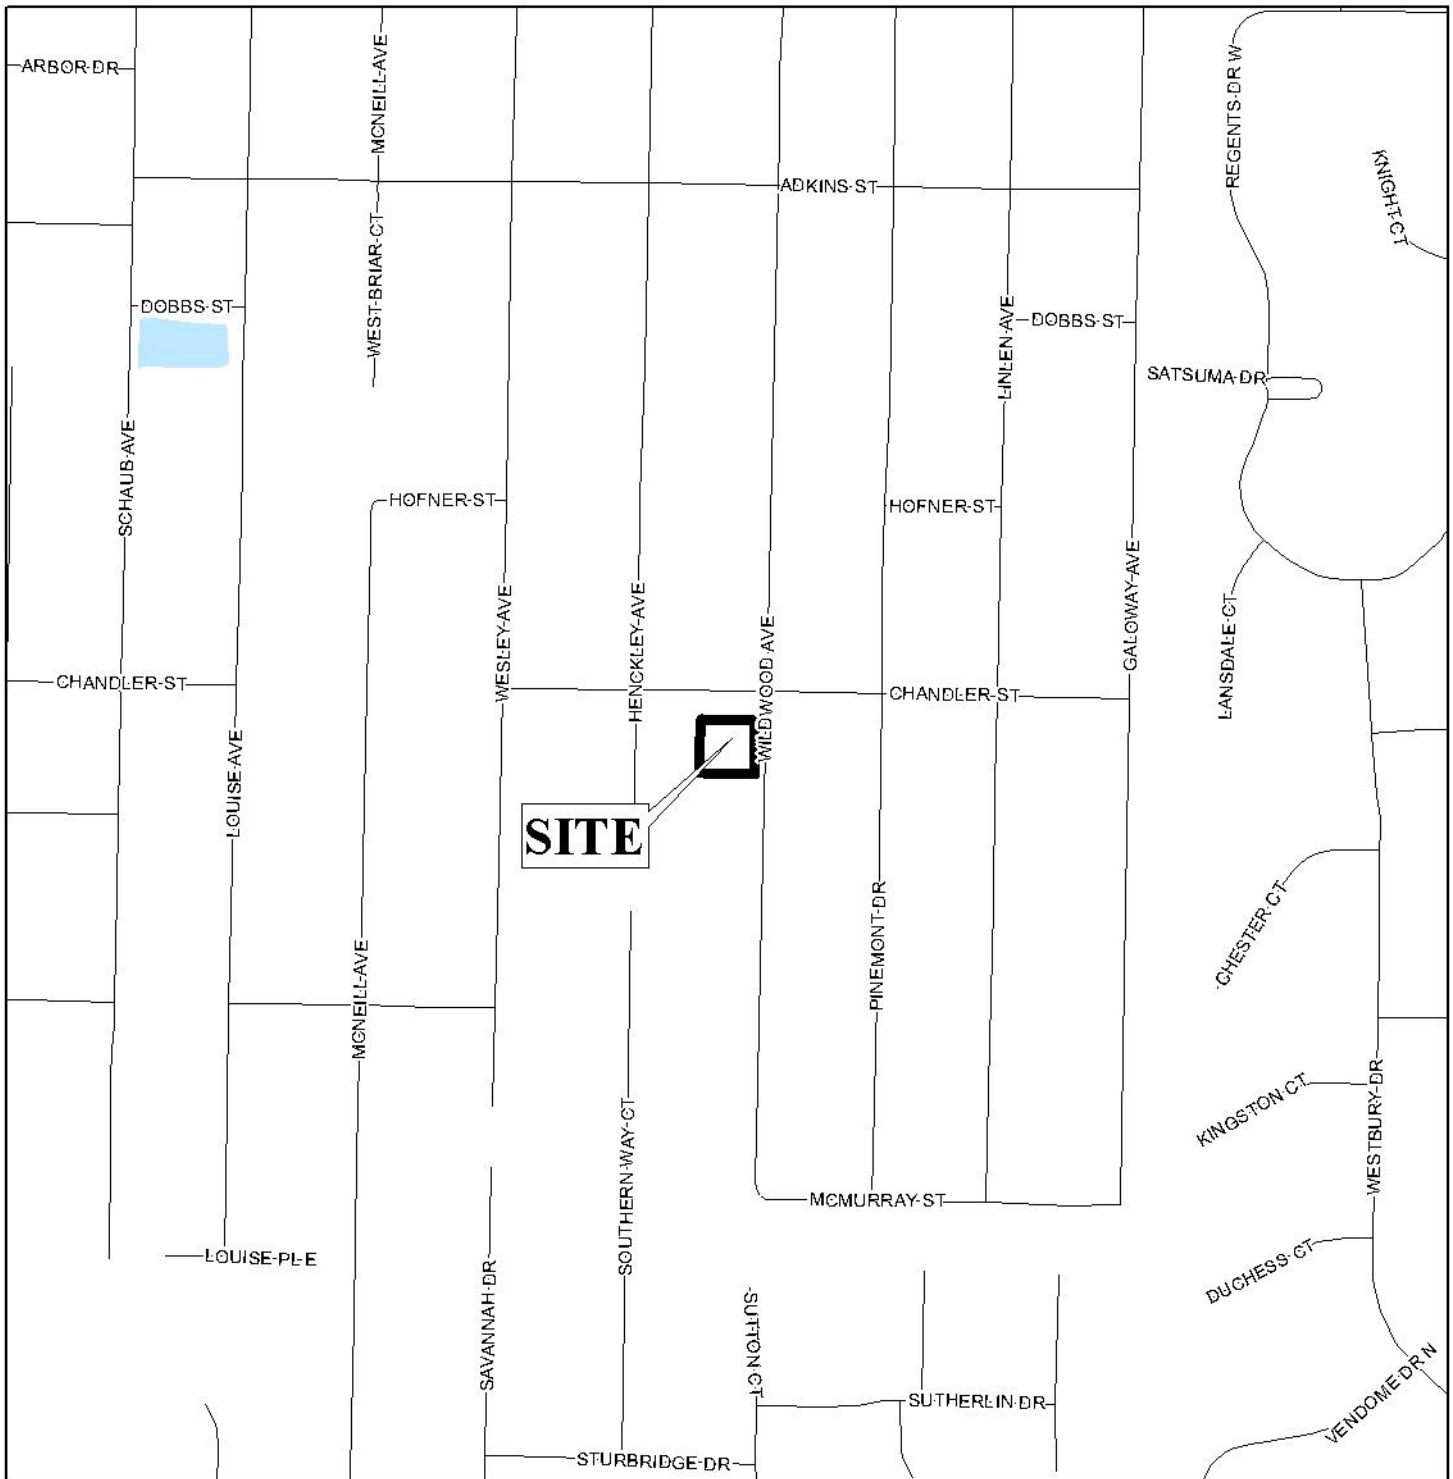 ARBOR DR
MCNEILL AVE
REGENTS DR W
KNIGHT CT
ADKINS ST
WEST BRIAR CT
DOBBS ST
LINLEN AVE
DOBBS ST
SATSUMA DR
SCHAUB AVE
HOFNER ST
HOFNER ST
WESLEY AVE
HENCKLEY AVE
WILDWOOD AVE
GALOWAY AVE
LANSDALE CT
CHANDLER ST
CHANDLER ST
LOUISE AVE
SITE
PINEMONT DR
CHESTER CT
MCNEILL AVE
KINGSTON CT
WESTBURY DR
SOUTHERN WAY CT
MCMURRAY ST
LOUISE PL E
DUCHESS CT
SAVANNAH DR
SUTTON CT
SUTHERLIN DR
VENDOME DR N
STURBRIDGE DR